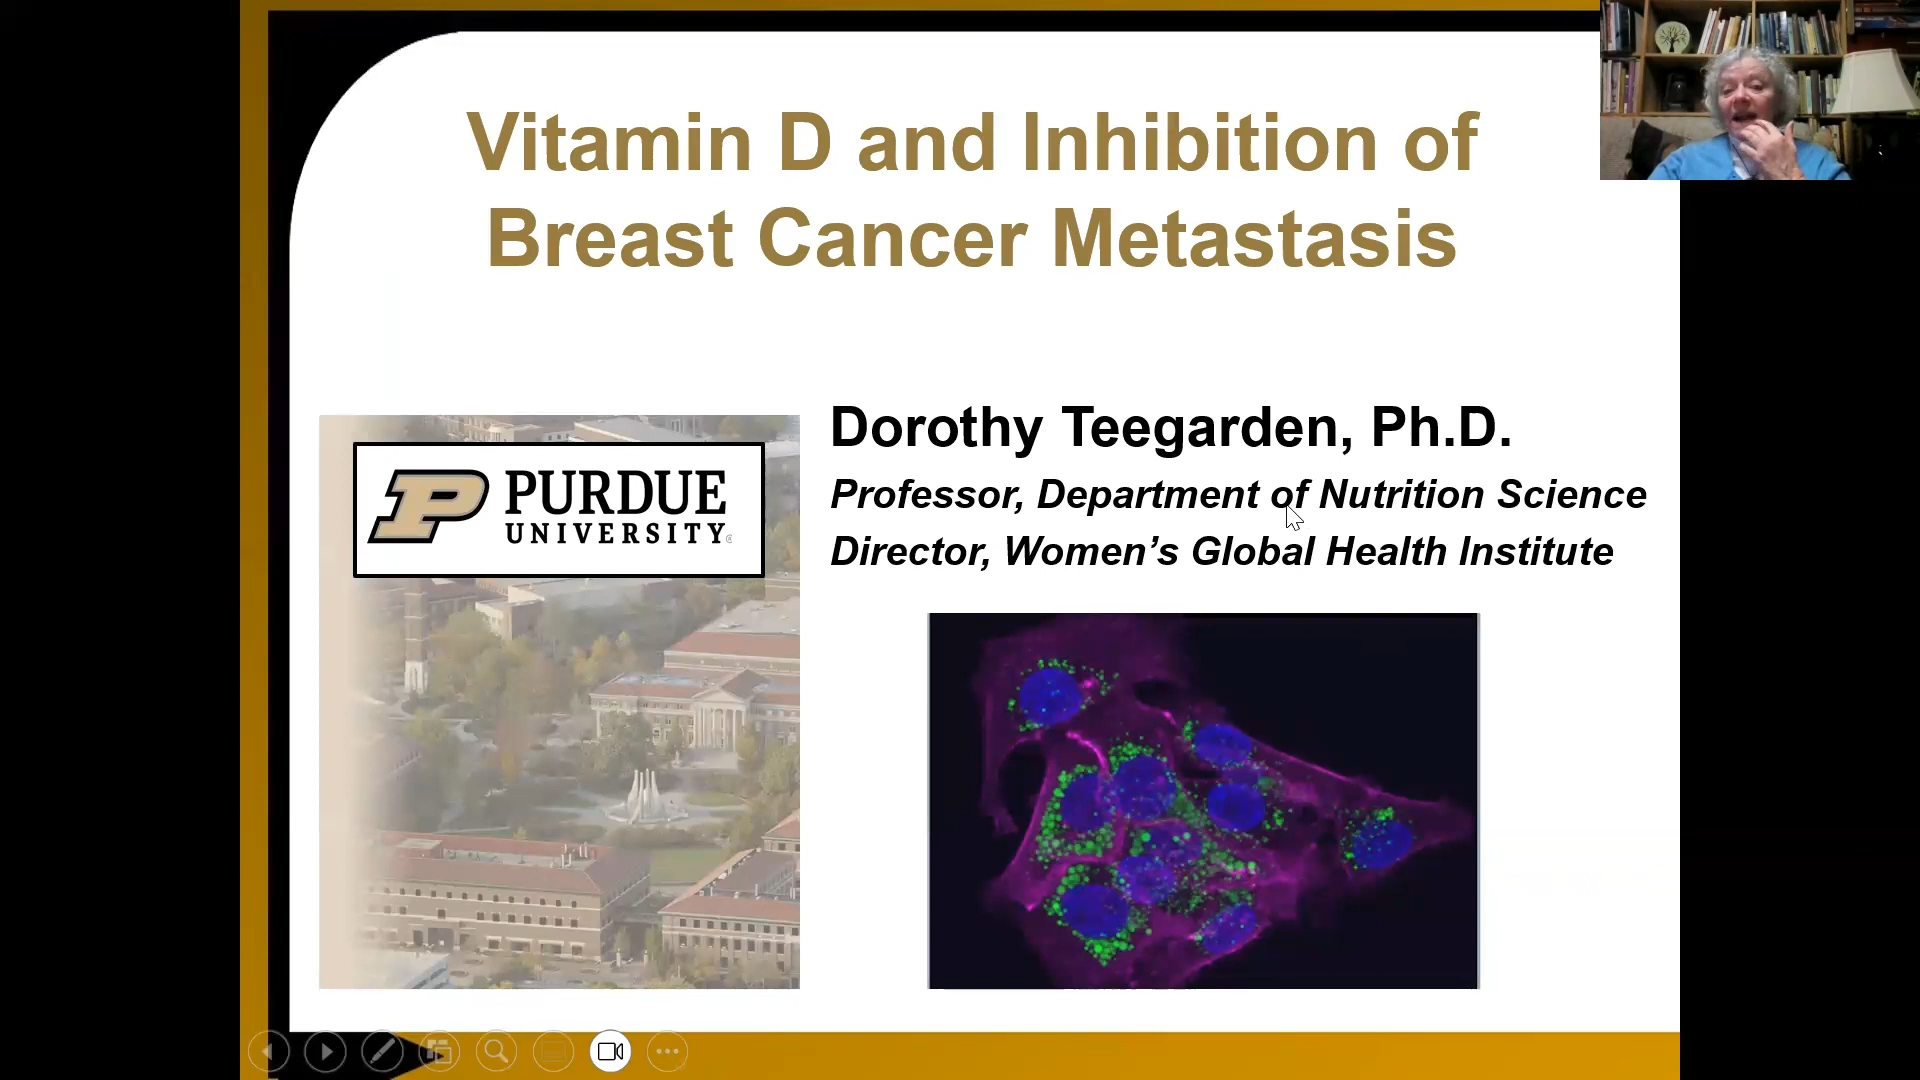 Vitamin D and Inhibition of
Breast Cancer Metastasis
PURDUE
UNIVERSITY
Dorothy Teegarden, Ph.D.
Professor, Department of Nutrition Science
Director, Women’s Global Health Institute